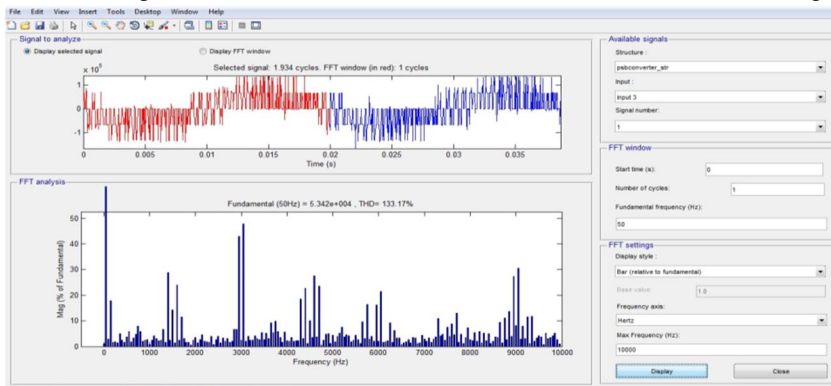 File Edit View Insert Tools Desktop Window Help
Signal to analyze
Display selected signal
Display FFT window
Selected signal: 1.934 cycles. FFT window (in red): 1 cycles
x 10^5
1
0
-1
0 0.005 0.01 0.015 0.02 0.025 0.03 0.035
Time (s)
FFT analysis
Fundamental (50Hz) = 5.342e+004 , THD= 133.17%
50
40
30
20
10
0
Mag (% of Fundamental)
0 1000 2000 3000 4000 5000 6000 7000 8000 9000 10000
Frequency (Hz)
Available signals
Structure :
psbconverter_str
Input :
input 3
Signal number:
1
FFT window
Start time (s): 0
Number of cycles: 1
Fundamental frequency (Hz):
50
FFT settings
Display style :
Bar (relative to fundamental)
Base value: 1.0
Frequency axis:
Hertz
Max Frequency (Hz):
10000
Display
Close